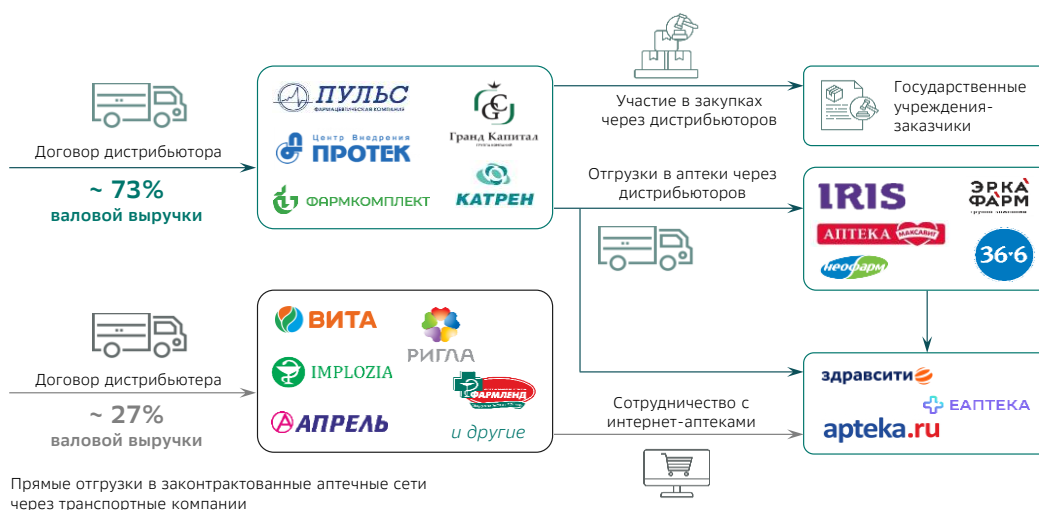 Договор дистрибьютора
~ 73%
валовой выручки
ПУЛЬС
ФАРМАЦЕВТИЧЕСКАЯ КОМПАНИЯ
Гранд Капитал
Центр Внедрения
ПРОТЕК
ФАРМКОМПЛЕКТ
КАТРЕН
Участие в закупках
через дистрибьюторов
Государственные
учреждения-
заказчики
Отгрузки в аптеки через
дистрибьюторов
IRIS
ЭРКА
ФАРМ
АПТЕКА МАКСАВИТ
неофарм
36•6
Договор дистрибьютера
~ 27%
валовой выручки
ВИТА
РИГЛА
IMPLOZIA
ФАРМЛЕНД
АПРЕЛЬ
и другие
Сотрудничество с
интернет-аптеками
здравсити
ЕАПТЕКА
apteka.ru
Прямые отгрузки в законтрактованные аптечные сети
через транспортные компании